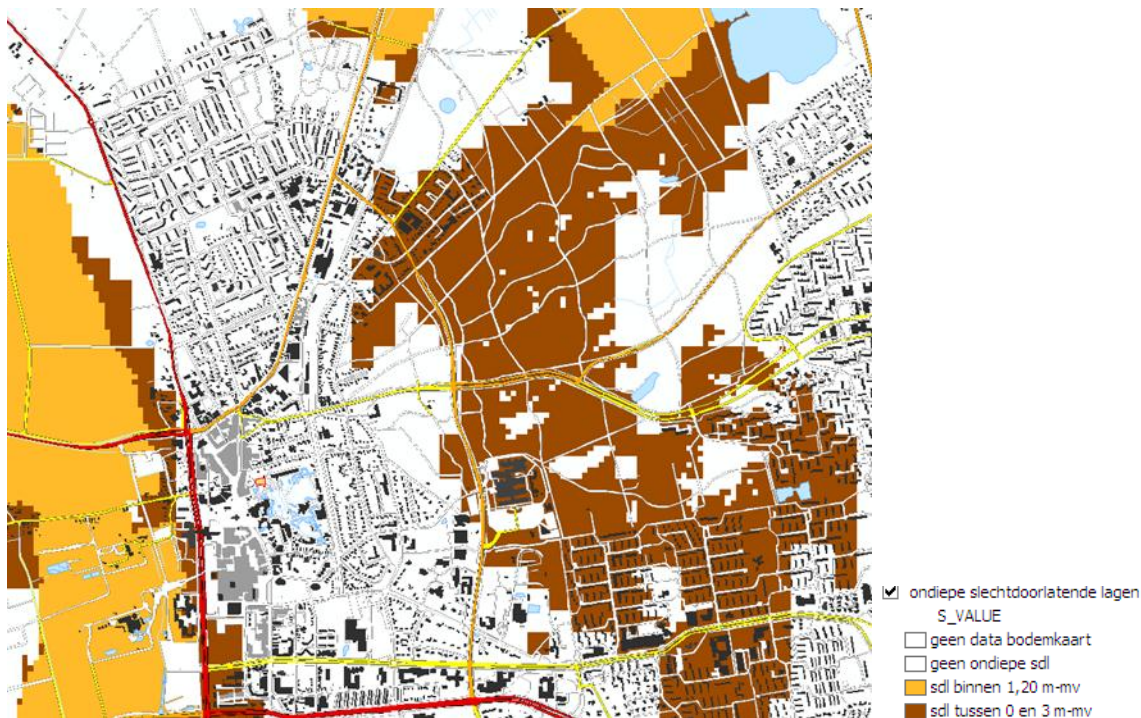 ondiepe slechtdoorlatende lagen
S_VALUE
geen data bodemkaart
geen ondiepe sdl
sdl binnen 1,20 m-mv
sdl tussen 0 en 3 m-mv